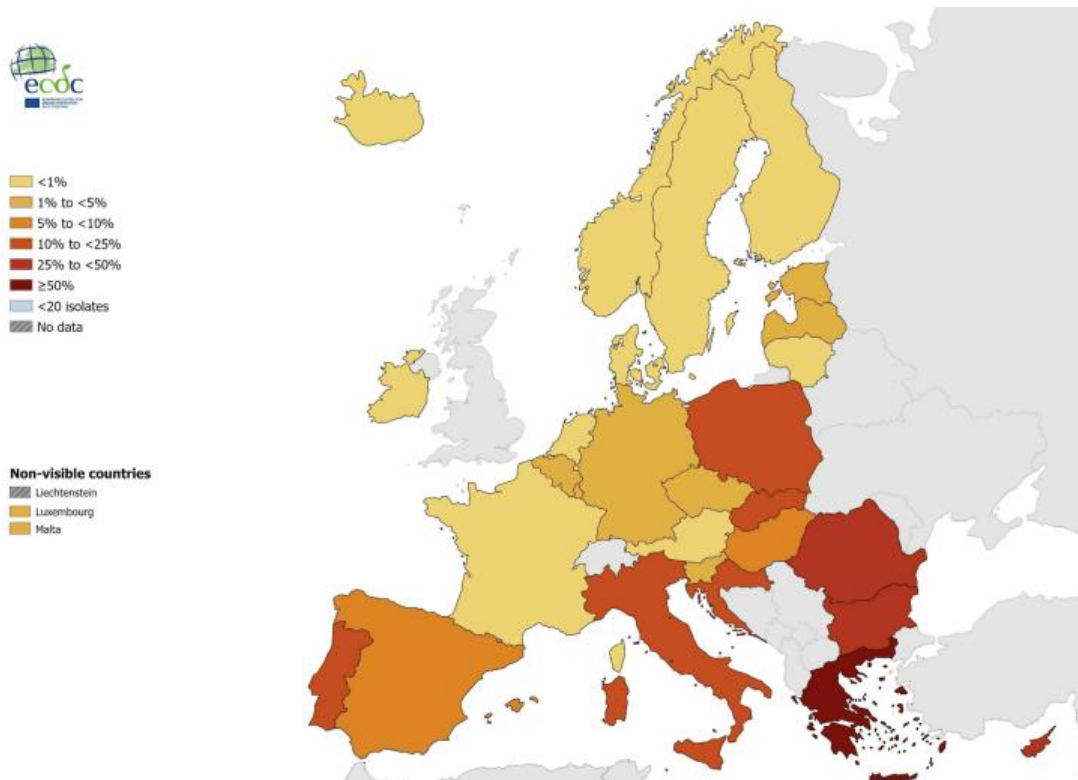 ecdc
<1%
1% to <5%
5% to <10%
10% to <25%
25% to <50%
≥50%
<20 isolates
No data
Non-visible countries
Liechtenstein
Luxembourg
Malta